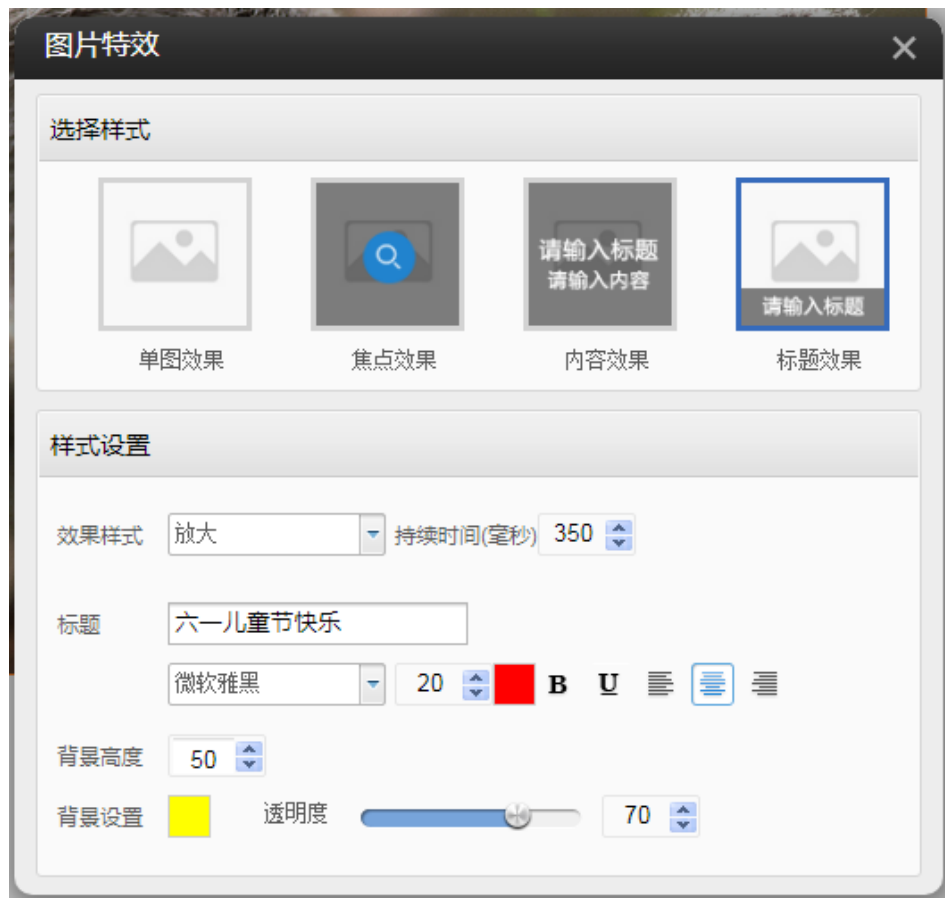 图片特效
选择样式
请输入标题
请输入内容
请输入标题
单图效果 焦点效果 内容效果 标题效果
样式设置
效果样式 放大 持续时间(毫秒) 350
标题 六一儿童节快乐
微软雅黑 20 B U
背景高度 50
背景设置 透明度 70